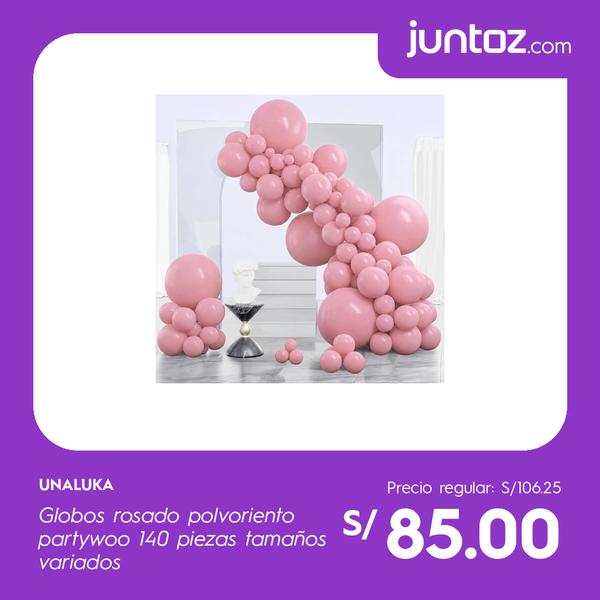 juntoz.com
UNALUKA
Globos rosado polvoriento
partywoo 140 piezas tamaños
variados
Precio regular: S/106.25
S/ 85.00